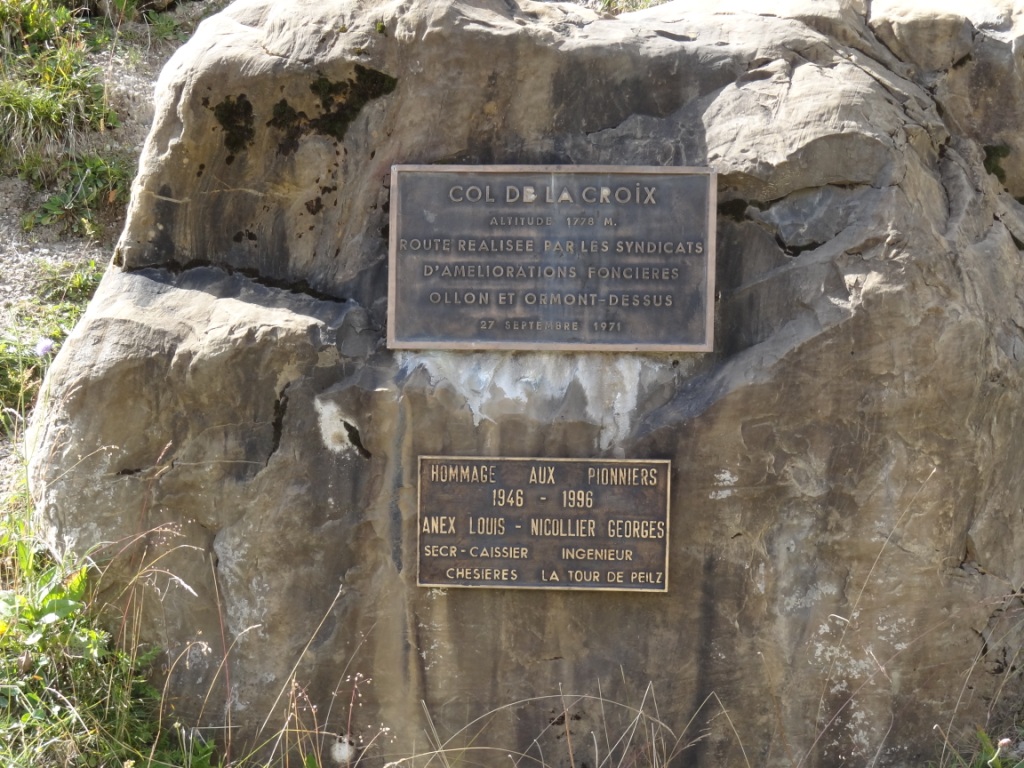 COL DE LA CROIX
ALTITUDE 1778 M.
ROUTE REALISEE PAR LES SYNDICATS
D'AMELIORATIONS FONCIERES
OLLON ET ORMONT-DESSUS
27 SEPTEMBRE 1971
HOMMAGE AUX PIONNIERS
1946 - 1996
ANEX LOUIS - NICOLLIER GEORGES
SECR-CAISSIER INGENIEUR
CHESIERES LA TOUR DE PEILZ